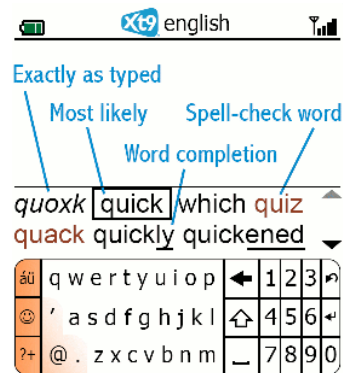 Xt9 english
Exactly as typed
Most likely Spell-check word
Word completion
quoxk quick which quiz
quack quickly quickened
áü q w e r t y u i o p 1 2 3
' a s d f g h j k l 4 5 6
?+ @ . z x c v b n m 7 8 9 0